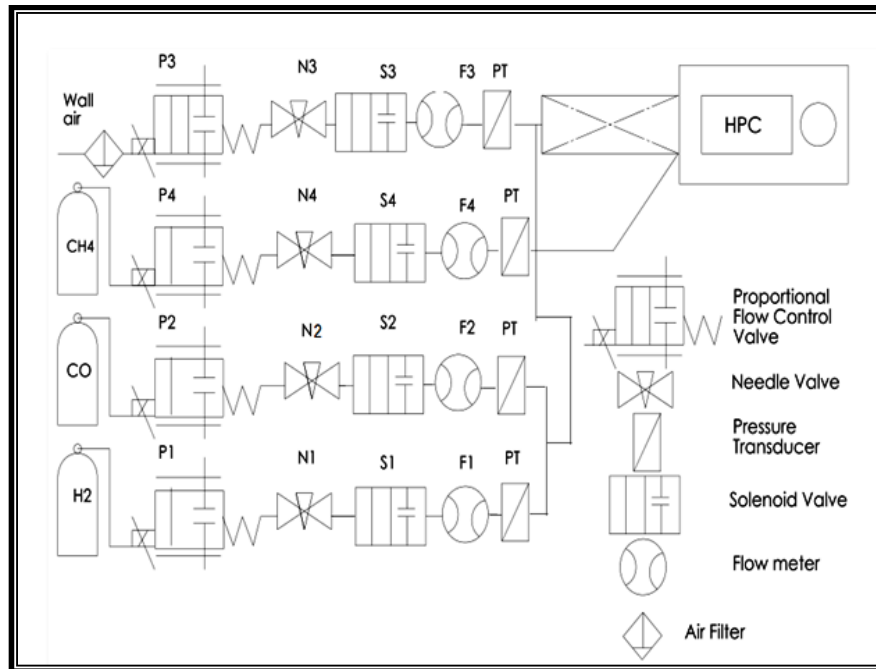 P3 N3 S3 F3 PT
Wall
air
HPC
P4 N4 S4 F4 PT
CH4
P2 N2 S2 F2 PT
CO
P1 N1 S1 F1 PT
H2
Proportional
Flow Control
Valve
Needle Valve
Pressure
Transducer
Solenoid Valve
Flow meter
Air Filter